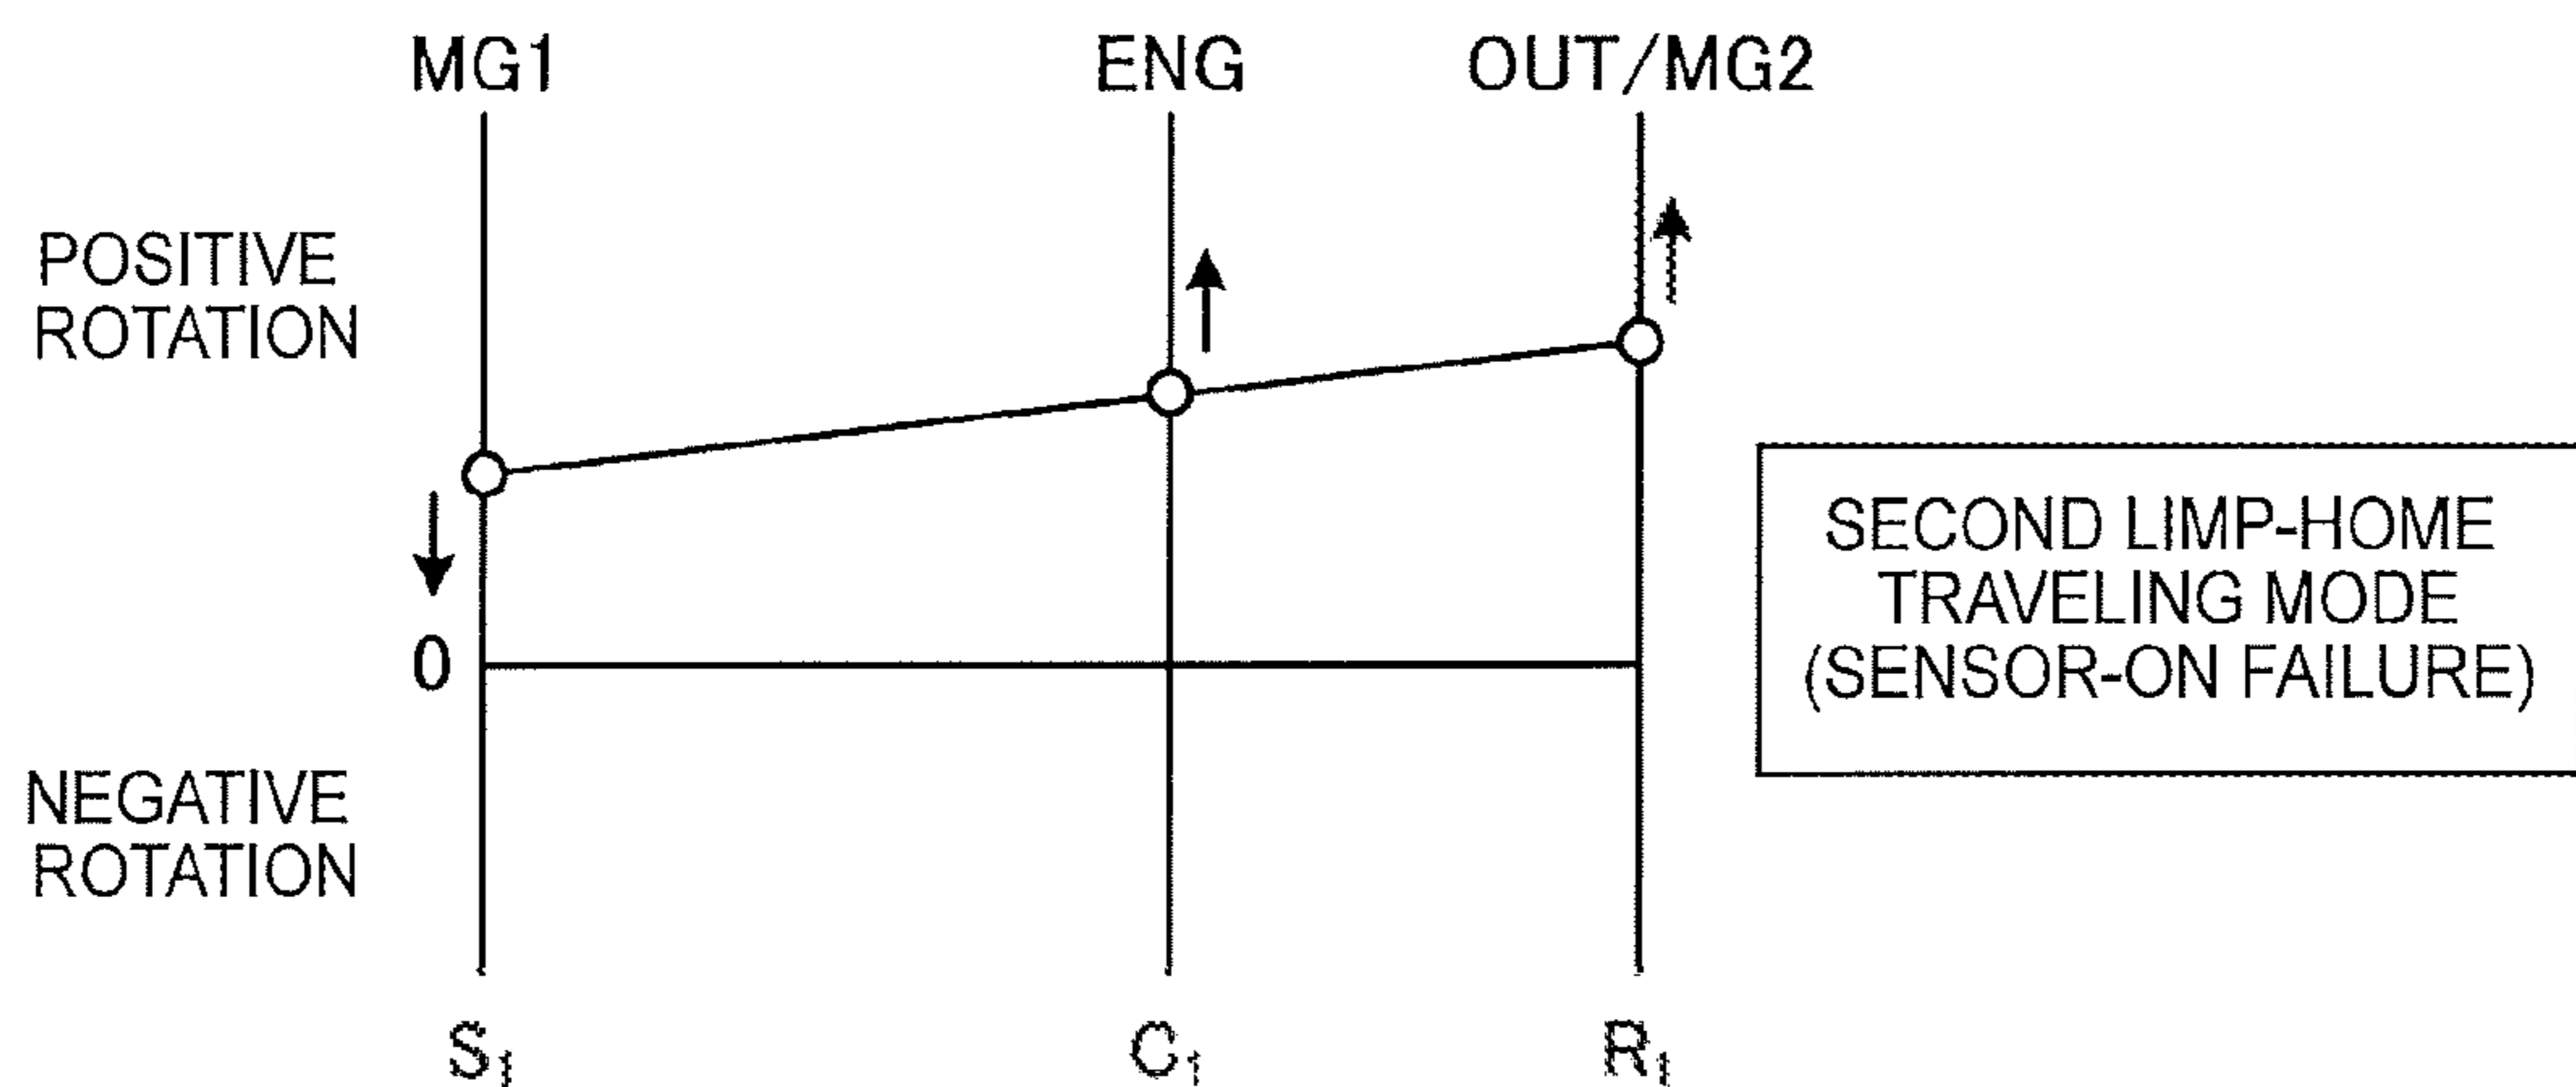 MG1
ENG
OUT/MG2
POSITIVE
ROTATION
SECOND LIMP-HOME
TRAVELING MODE
(SENSOR-ON FAILURE)
0
NEGATIVE
ROTATION
S₁
C₁
R₁